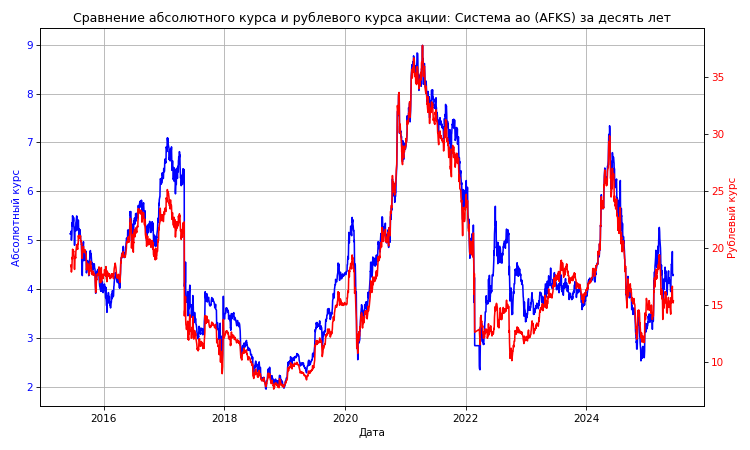 Сравнение абсолютного курса и рублевого курса акции: Система ао (AFKS) за десять лет
9
8
7
6
5
4
3
2
Абсолютный курс
35
30
25
20
15
10
Рублевый курс
2016 2018 2020 2022 2024
Дата